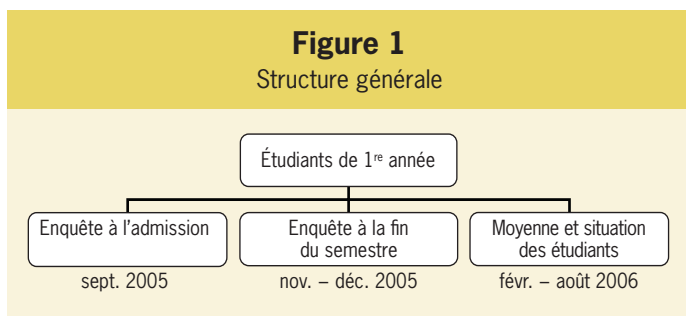 Figure 1
Structure générale
Étudiants de 1re année
Enquête à l'admission
sept. 2005
Enquête à la fin
du semestre
nov. – déc. 2005
Moyenne et situation
des étudiants
févr. – août 2006